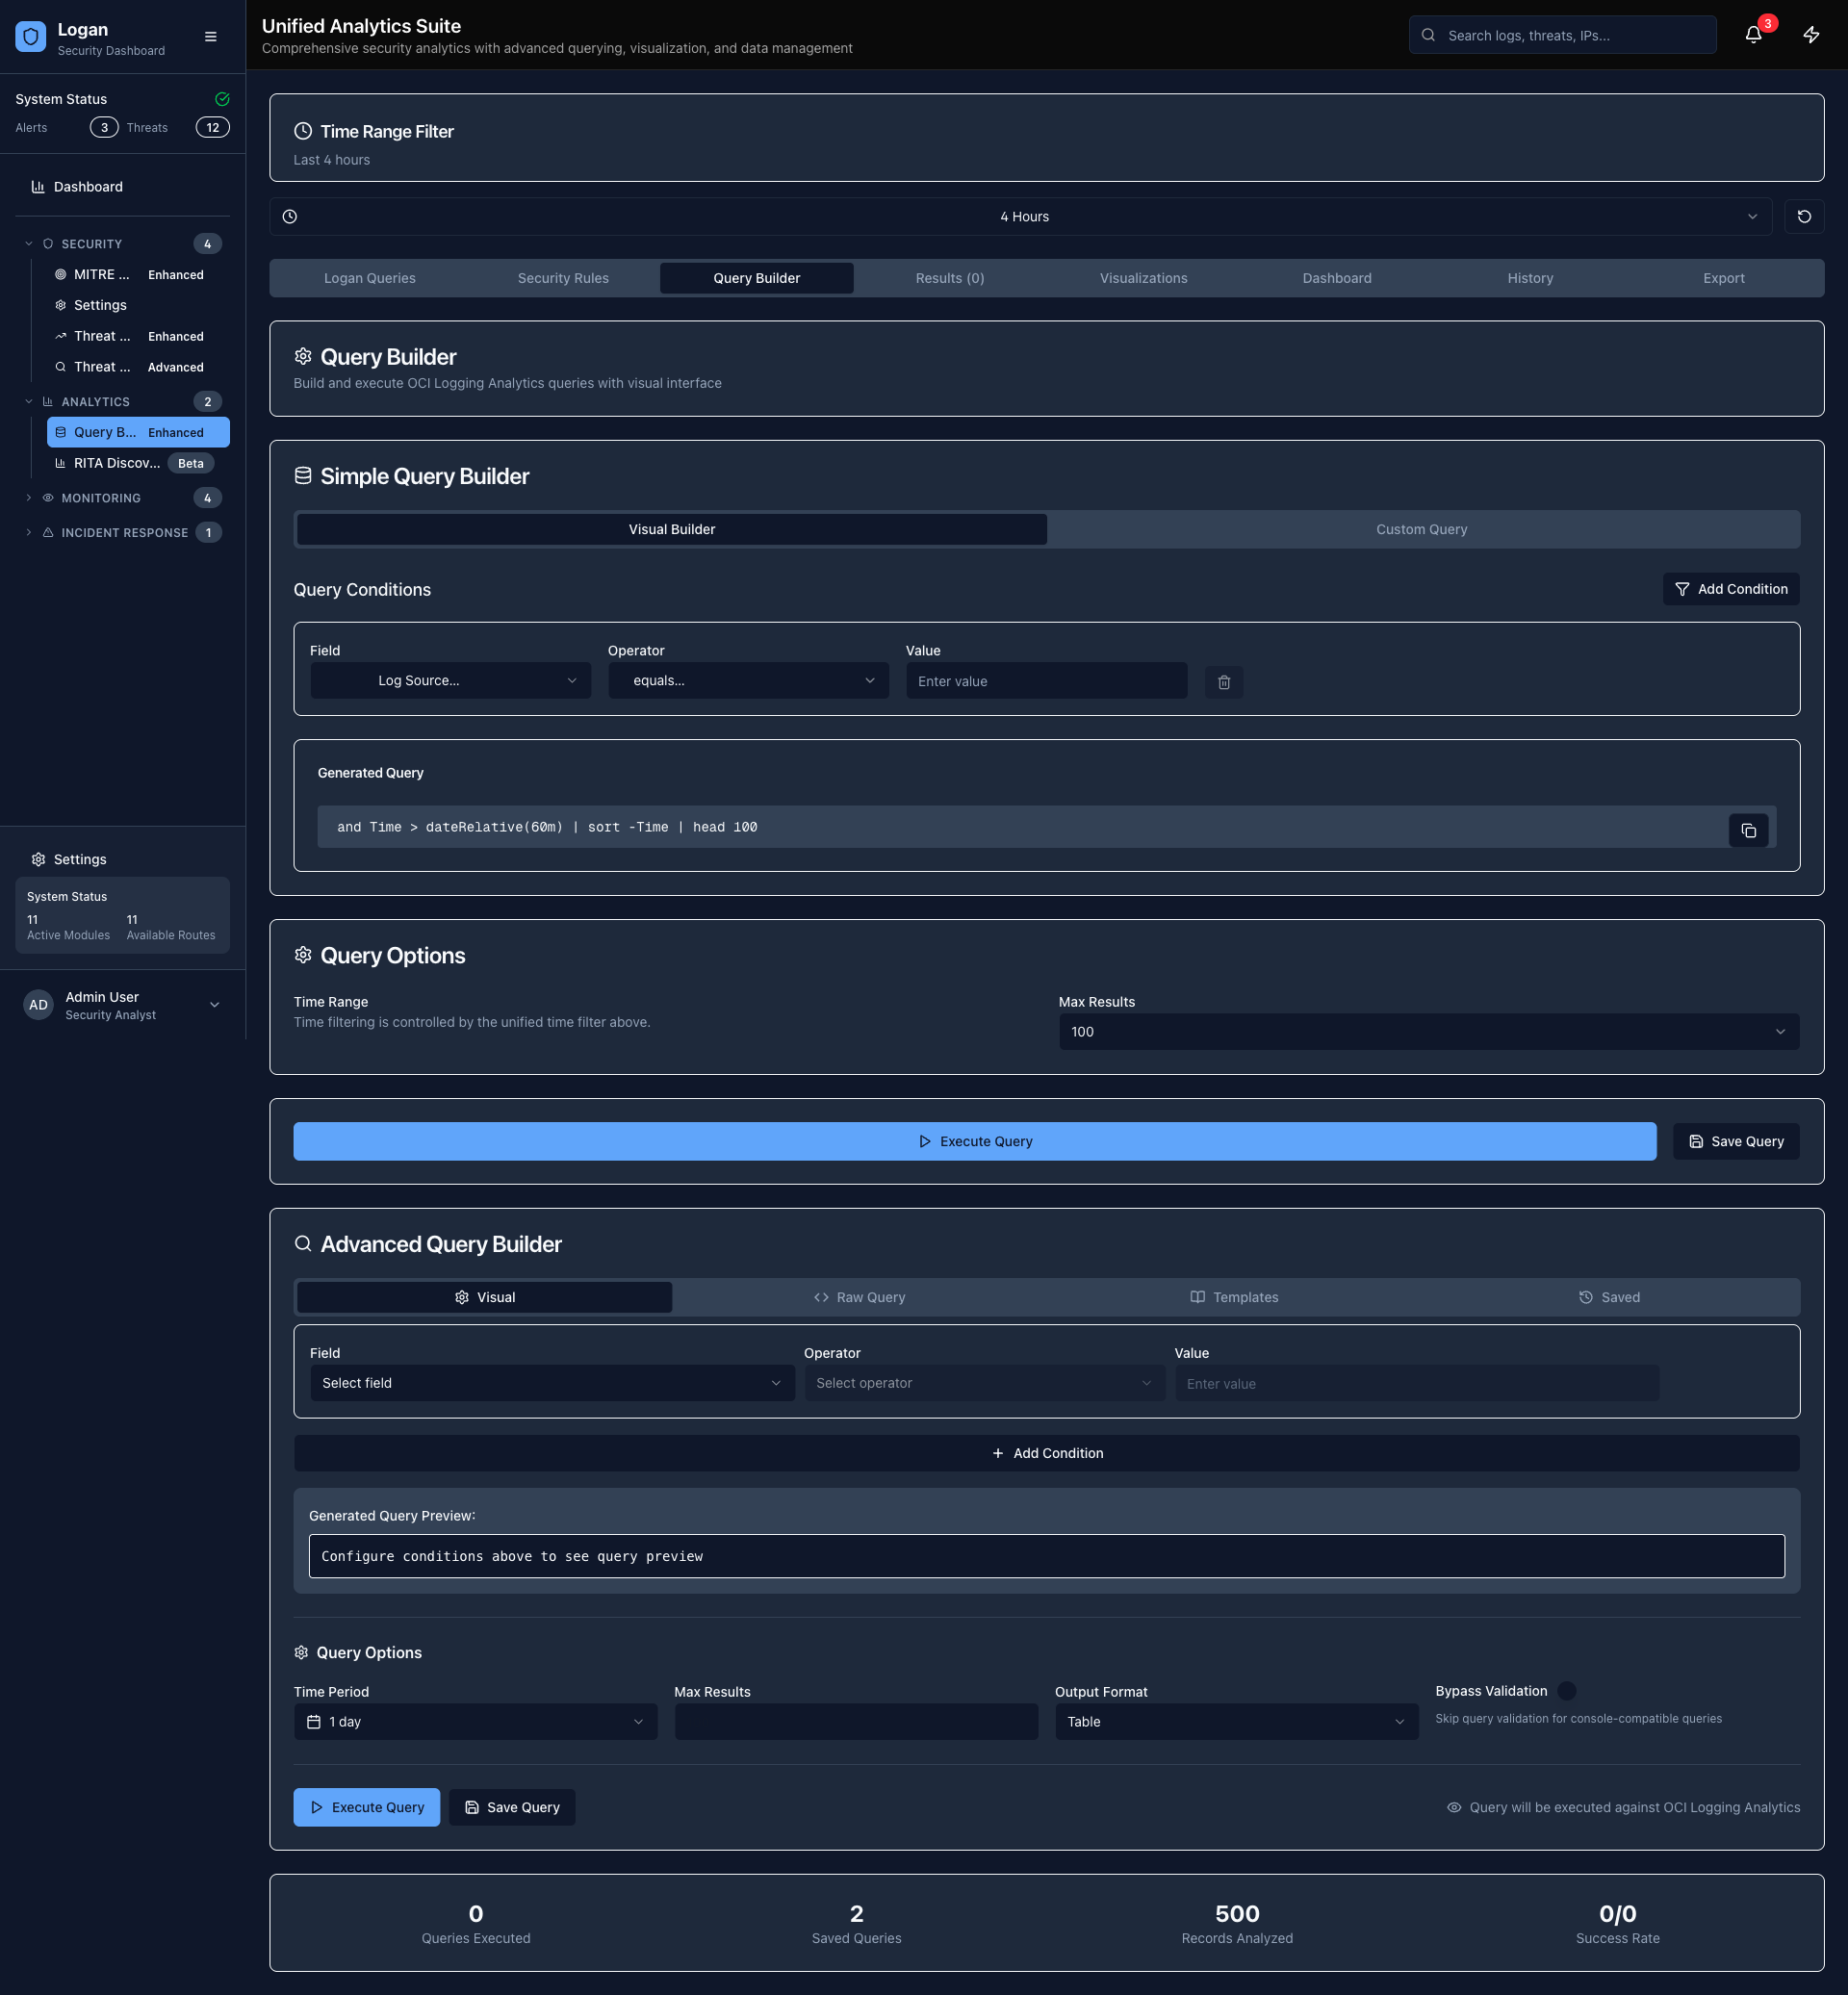 Logan
Security Dashboard
System Status
Alerts 3 Threats 12
Dashboard
SECURITY 4
MITRE ... Enhanced
Settings
Threat ... Enhanced
Threat ... Advanced
ANALYTICS 2
Query B... Enhanced
RITA Discov... Beta
MONITORING 4
INCIDENT RESPONSE 1
Settings
System Status
11 11
Active Modules Available Routes
AD
Admin User
Security Analyst
Unified Analytics Suite
Comprehensive security analytics with advanced querying, visualization, and data management
Search logs, threats, IPs...
3
Time Range Filter
Last 4 hours
4 Hours
Logan Queries Security Rules Query Builder Results (0) Visualizations Dashboard History Export
Query Builder
Build and execute OCI Logging Analytics queries with visual interface
Simple Query Builder
Visual Builder Custom Query
Query Conditions Add Condition
Field Operator Value
Log Source... equals... Enter value
Generated Query
and Time > dateRelative(60m) | sort -Time | head 100
Query Options
Time Range Max Results
Time filtering is controlled by the unified time filter above.
100
Execute Query Save Query
Advanced Query Builder
Visual Raw Query Templates Saved
Field Operator Value
Select field Select operator Enter value
Add Condition
Generated Query Preview:
Configure conditions above to see query preview
Query Options
Time Period Max Results Output Format Bypass Validation
1 day Table Skip query validation for console-compatible queries
Execute Query Save Query Query will be executed against OCI Logging Analytics
0 2 500 0/0
Queries Executed Saved Queries Records Analyzed Success Rate